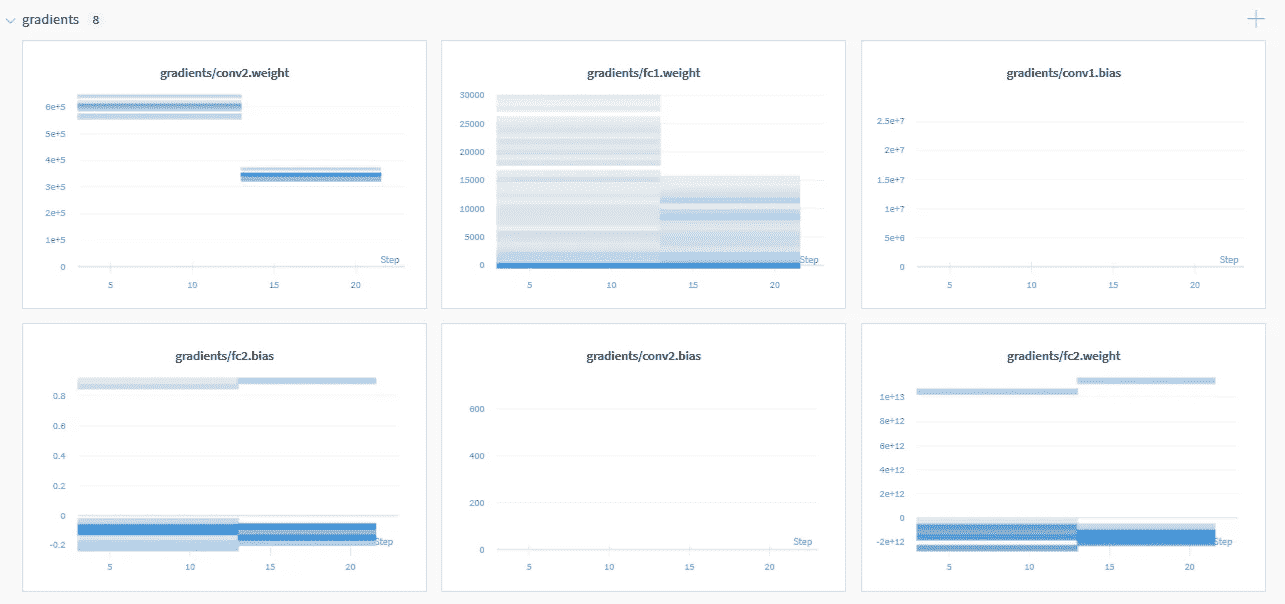 gradients 8
gradients/conv2.weight
6e+5
5e+5
4e+5
3e+5
2e+5
1e+5
0
Step
5 10 15 20
gradients/fc1.weight
30000
25000
20000
15000
10000
5000
0
Step
5 10 15 20
gradients/conv1.bias
2.5e+7
2e+7
1.5e+7
1e+7
5e+6
0
Step
5 10 15 20
gradients/fc2.bias
0.8
0.6
0.4
0.2
0
-0.2
Step
5 10 15 20
gradients/conv2.bias
600
400
200
0
Step
5 10 15 20
gradients/fc2.weight
1e+13
8e+12
6e+12
4e+12
2e+12
0
-2e+12
Step
5 10 15 20